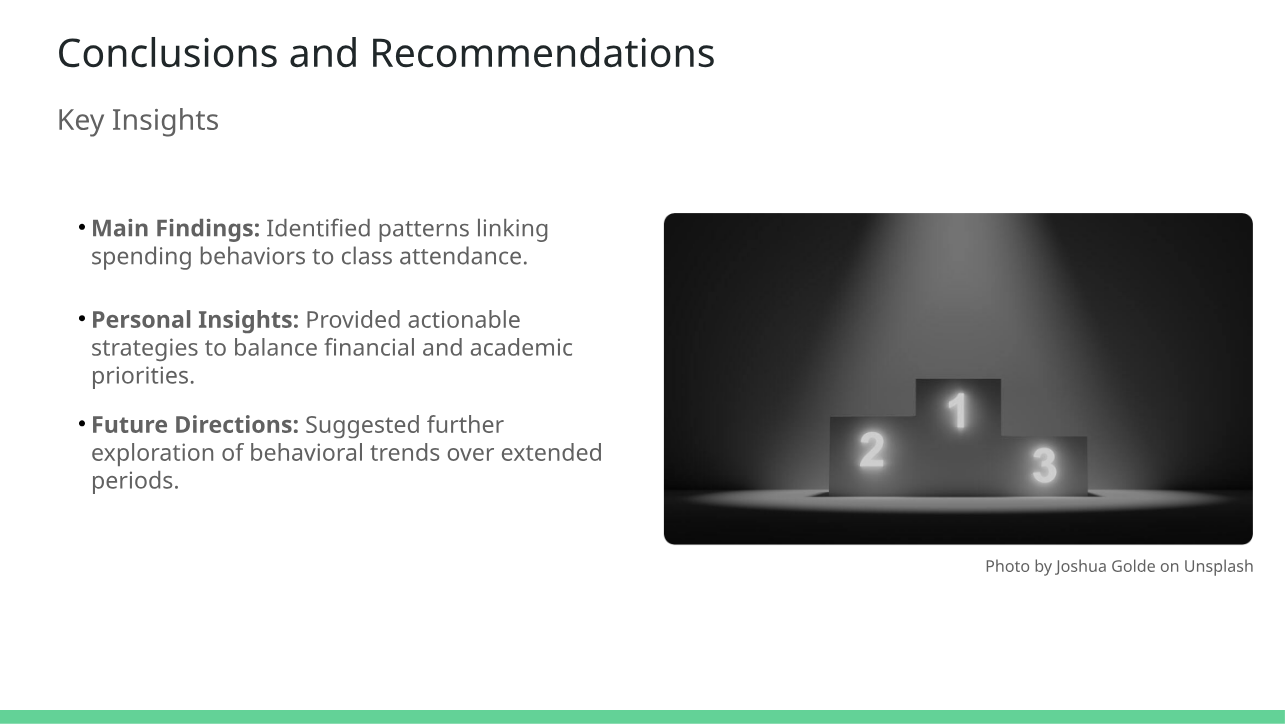 Conclusions and Recommendations
Key Insights
• Main Findings: Identified patterns linking
spending behaviors to class attendance.
• Personal Insights: Provided actionable
strategies to balance financial and academic
priorities.
• Future Directions: Suggested further
exploration of behavioral trends over extended
periods.
1
2
3
Photo by Joshua Golde on Unsplash